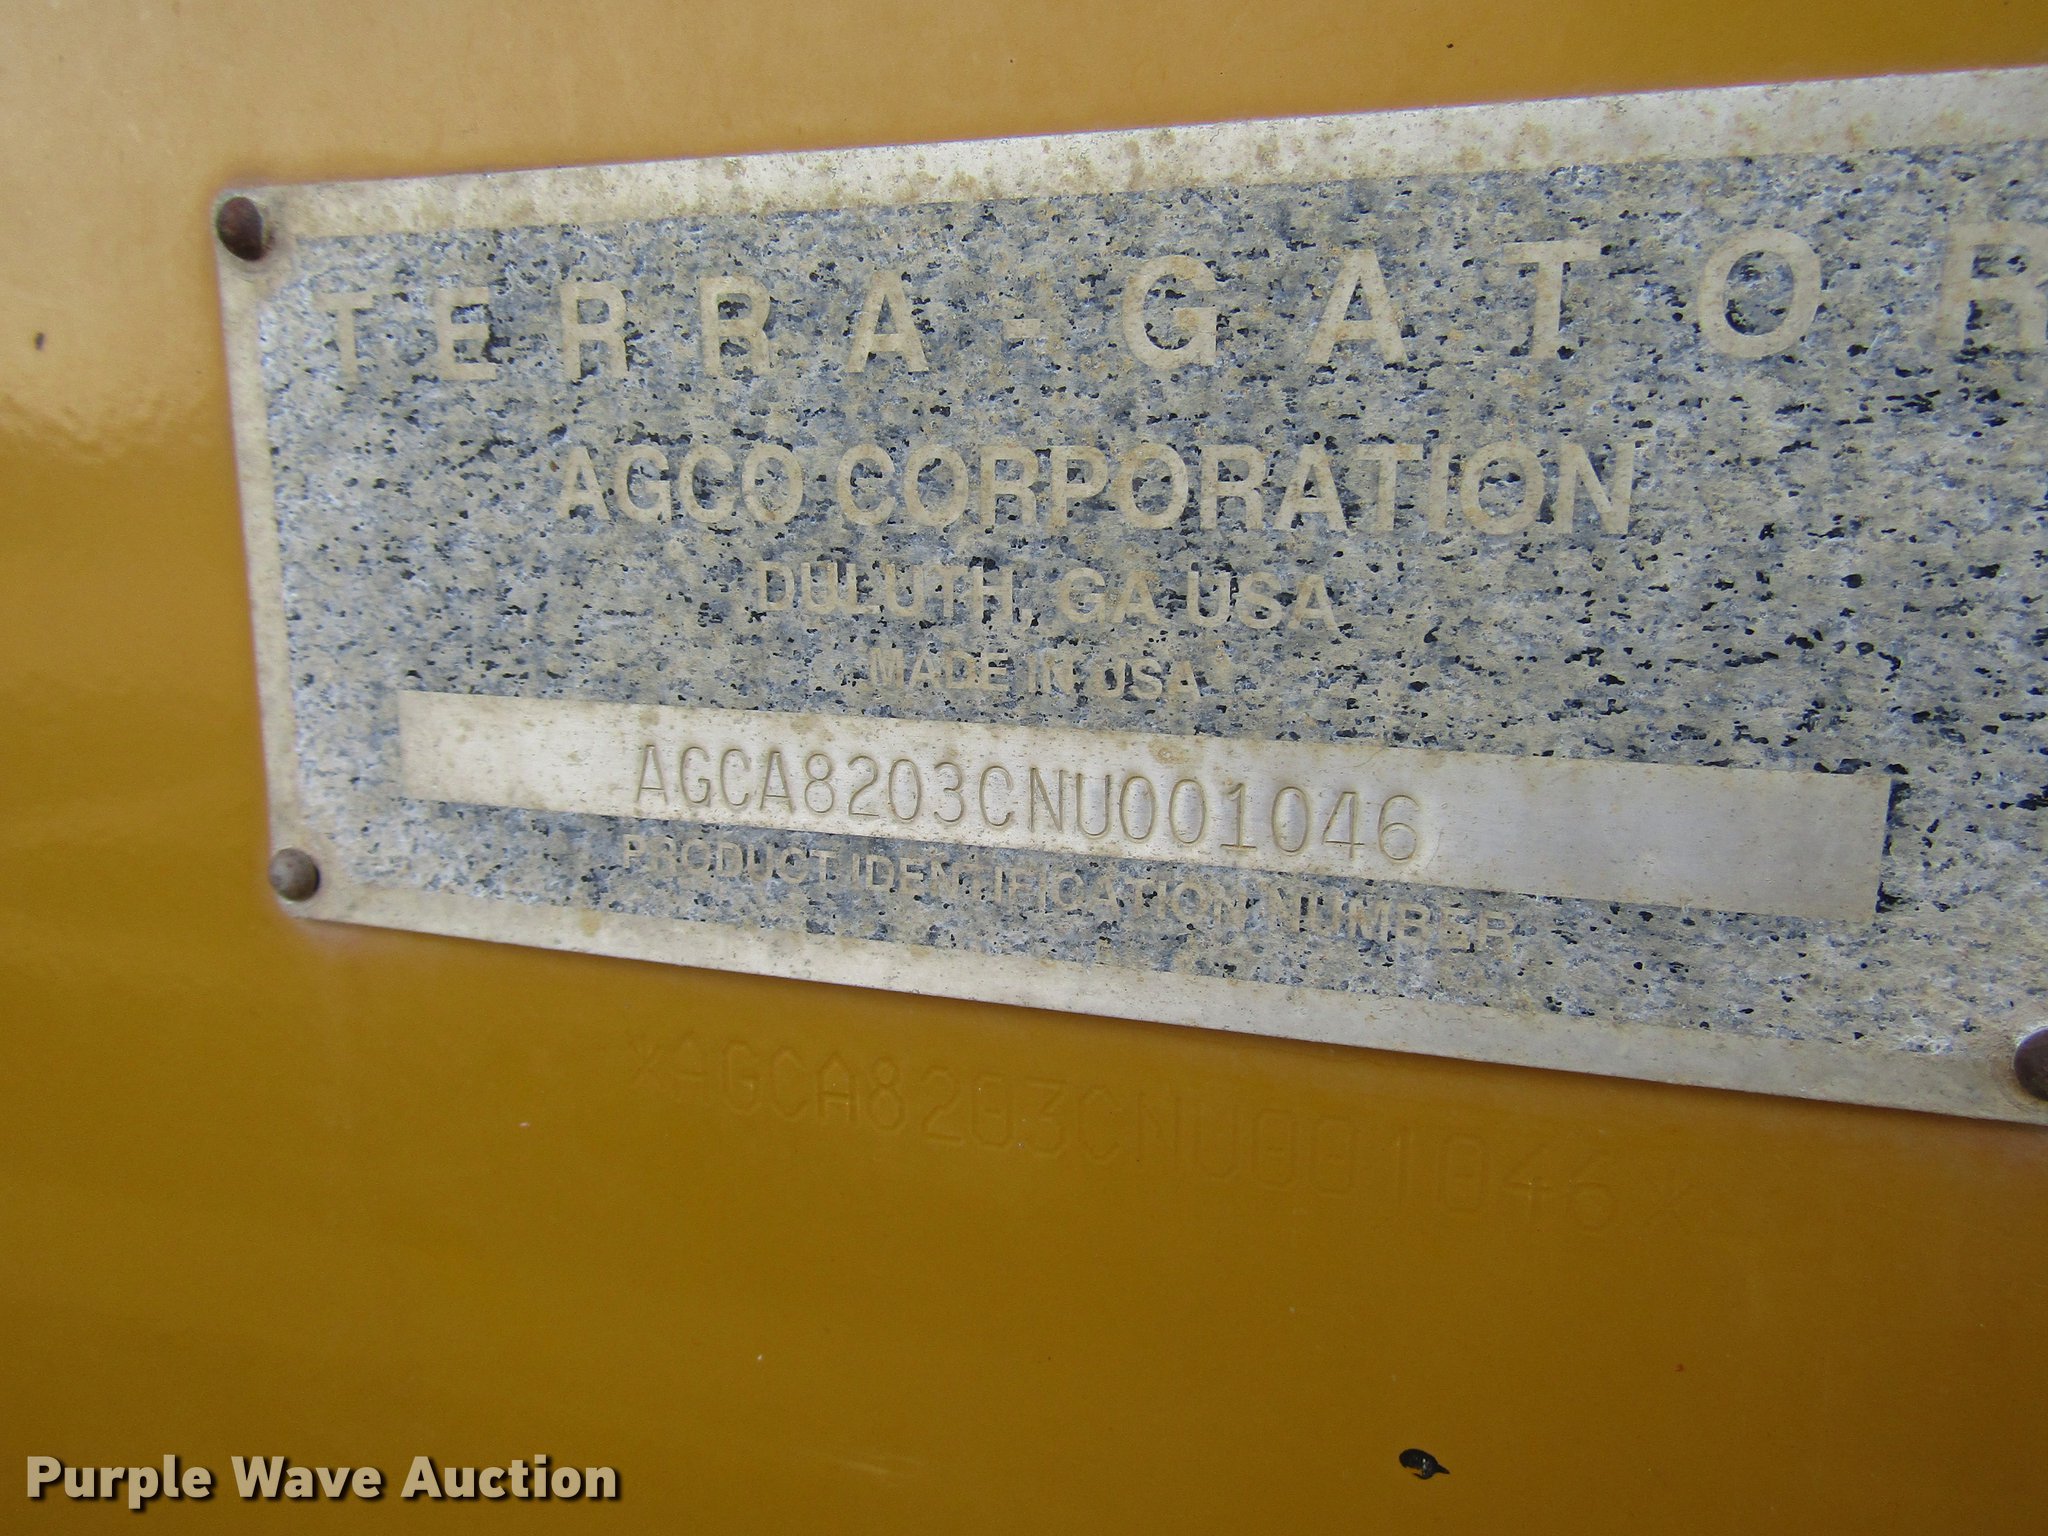 TERRA-GATOR
AGCO CORPORATION
DULUTH, GA USA
MADE IN USA
AGCA8203CNU001046
PRODUCT IDENTIFICATION NUMBER
*AGCA8203CNU001046*
Purple Wave Auction